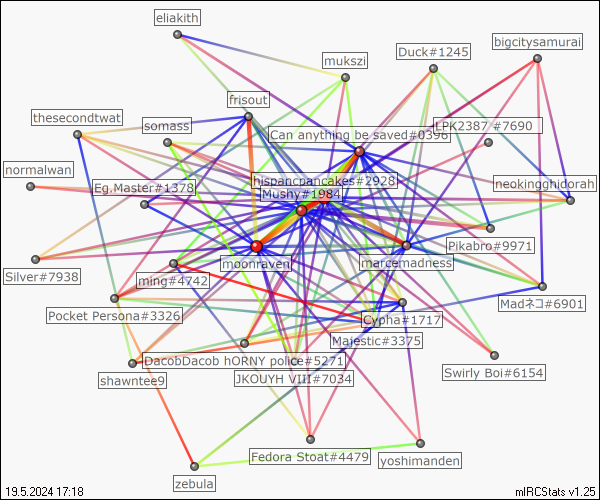 eliakith
bigcitysamurai
Duck#1245
mukszi
frisout
thesecondtwat
somass
LPK2387 #7690
Can anything be saved#0396
normalwan
hispancpancakes#2928
neokingghidorah
Eg.Master#1378
Mushy#1984
Pikabro#9971
moonraven
marcemadness
Silver#7938
ming#4742
Madネコ#6901
Pocket Persona#3326
Cypha#1717
Majestic#3375
DacobDacob hORNY police#5271
Swirly Boi#6154
shawntee9
JKOUYH VIII#7034
Fedora Stoat#4479
yoshimanden
zebula
19.5.2024 17:18
mIRCStats v1.25